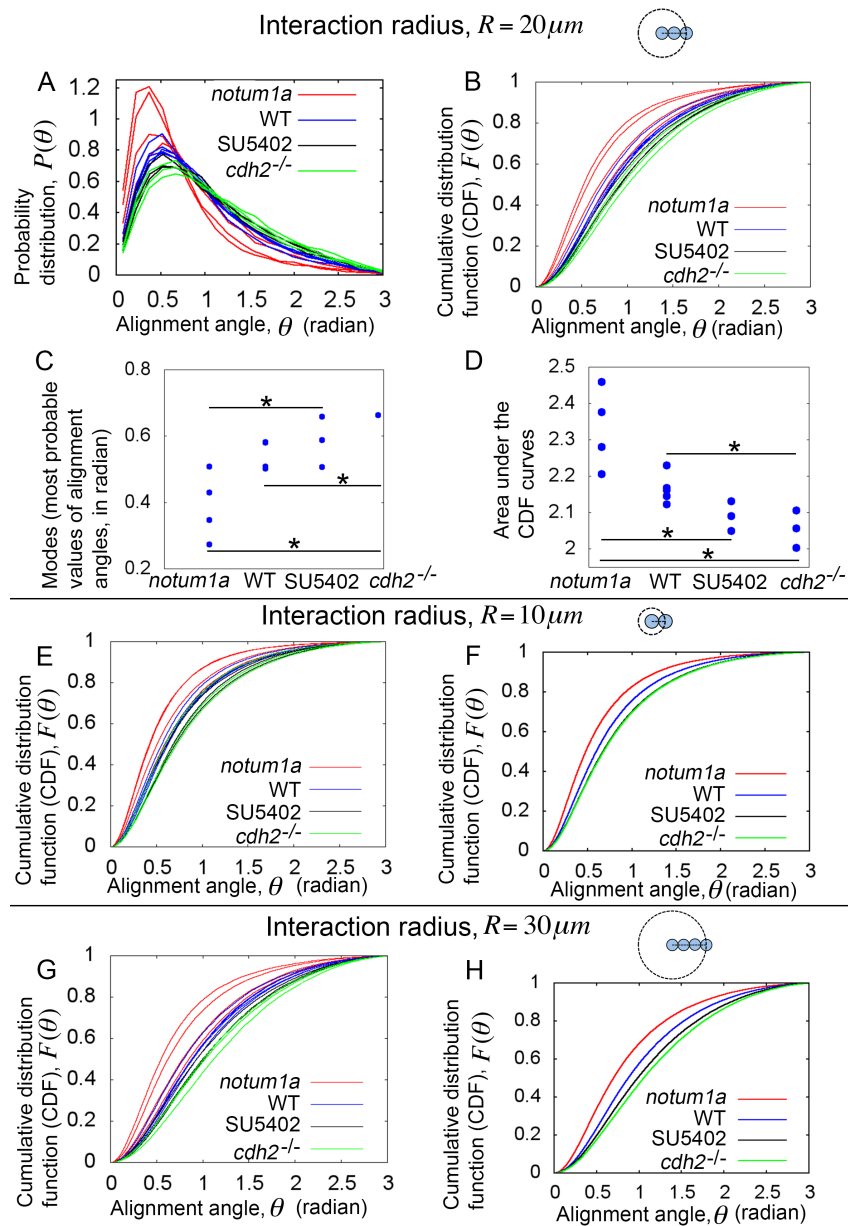 Interaction radius, R = 20 μm
A
Probability
distribution, P(θ)
1.2
1
0.8
0.6
0.4
0.2
0
notum1a
WT
SU5402
cdh2-/-
0 0.5 1 1.5 2 2.5 3
Alignment angle, θ (radian)
B
Cumulative distribution
function (CDF), F(θ)
1
0.8
0.6
0.4
0.2
0
notum1a
WT
SU5402
cdh2-/-
0 0.5 1 1.5 2 2.5 3
Alignment angle, θ (radian)
C
Modes (most probable
values of alignment
angles, in radian)
0.8
0.6
0.4
0.2
*
*
*
notum1a WT SU5402 cdh2-/-
D
Area under the
CDF curves
2.5
2.4
2.3
2.2
2.1
2
*
*
*
notum1a WT SU5402 cdh2-/-
Interaction radius, R = 10 μm
E
Cumulative distribution
function (CDF), F(θ)
1
0.8
0.6
0.4
0.2
0
notum1a
WT
SU5402
cdh2-/-
0 0.5 1 1.5 2 2.5 3
Alignment angle, θ (radian)
F
Cumulative distribution
function (CDF), F(θ)
1
0.8
0.6
0.4
0.2
0
notum1a
WT
SU5402
cdh2-/-
0 0.5 1 1.5 2 2.5 3
Alignment angle, θ (radian)
Interaction radius, R = 30 μm
G
Cumulative distribution
function (CDF), F(θ)
1
0.8
0.6
0.4
0.2
0
notum1a
WT
SU5402
cdh2-/-
0 0.5 1 1.5 2 2.5 3
Alignment angle, θ (radian)
H
Cumulative distribution
function (CDF), F(θ)
1
0.8
0.6
0.4
0.2
0
notum1a
WT
SU5402
cdh2-/-
0 0.5 1 1.5 2 2.5 3
Alignment angle, θ (radian)